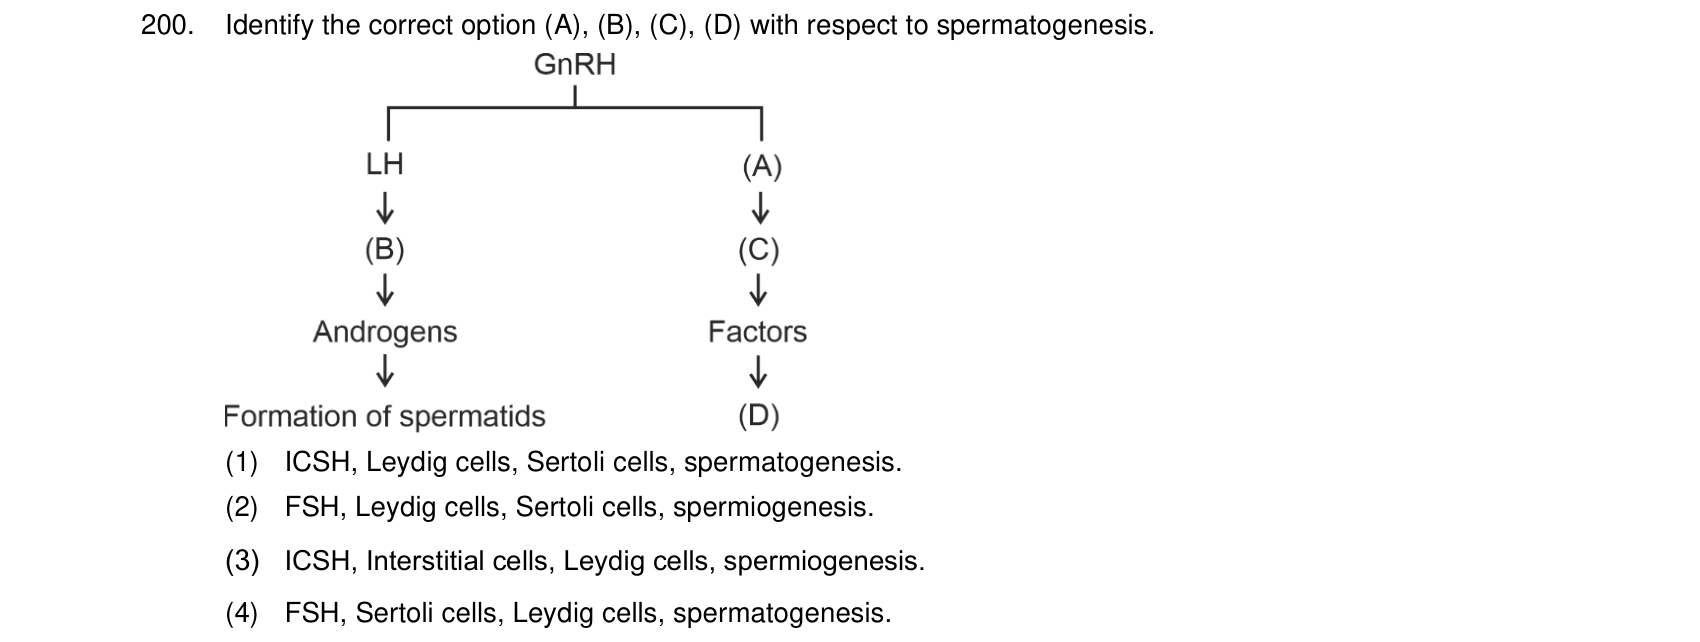 200. Identify the correct option (A), (B), (C), (D) with respect to spermatogenesis.
GnRH
LH (A)
(B) (C)
Androgens Factors
Formation of spermatids (D)
(1) ICSH, Leydig cells, Sertoli cells, spermatogenesis.
(2) FSH, Leydig cells, Sertoli cells, spermiogenesis.
(3) ICSH, Interstitial cells, Leydig cells, spermiogenesis.
(4) FSH, Sertoli cells, Leydig cells, spermatogenesis.